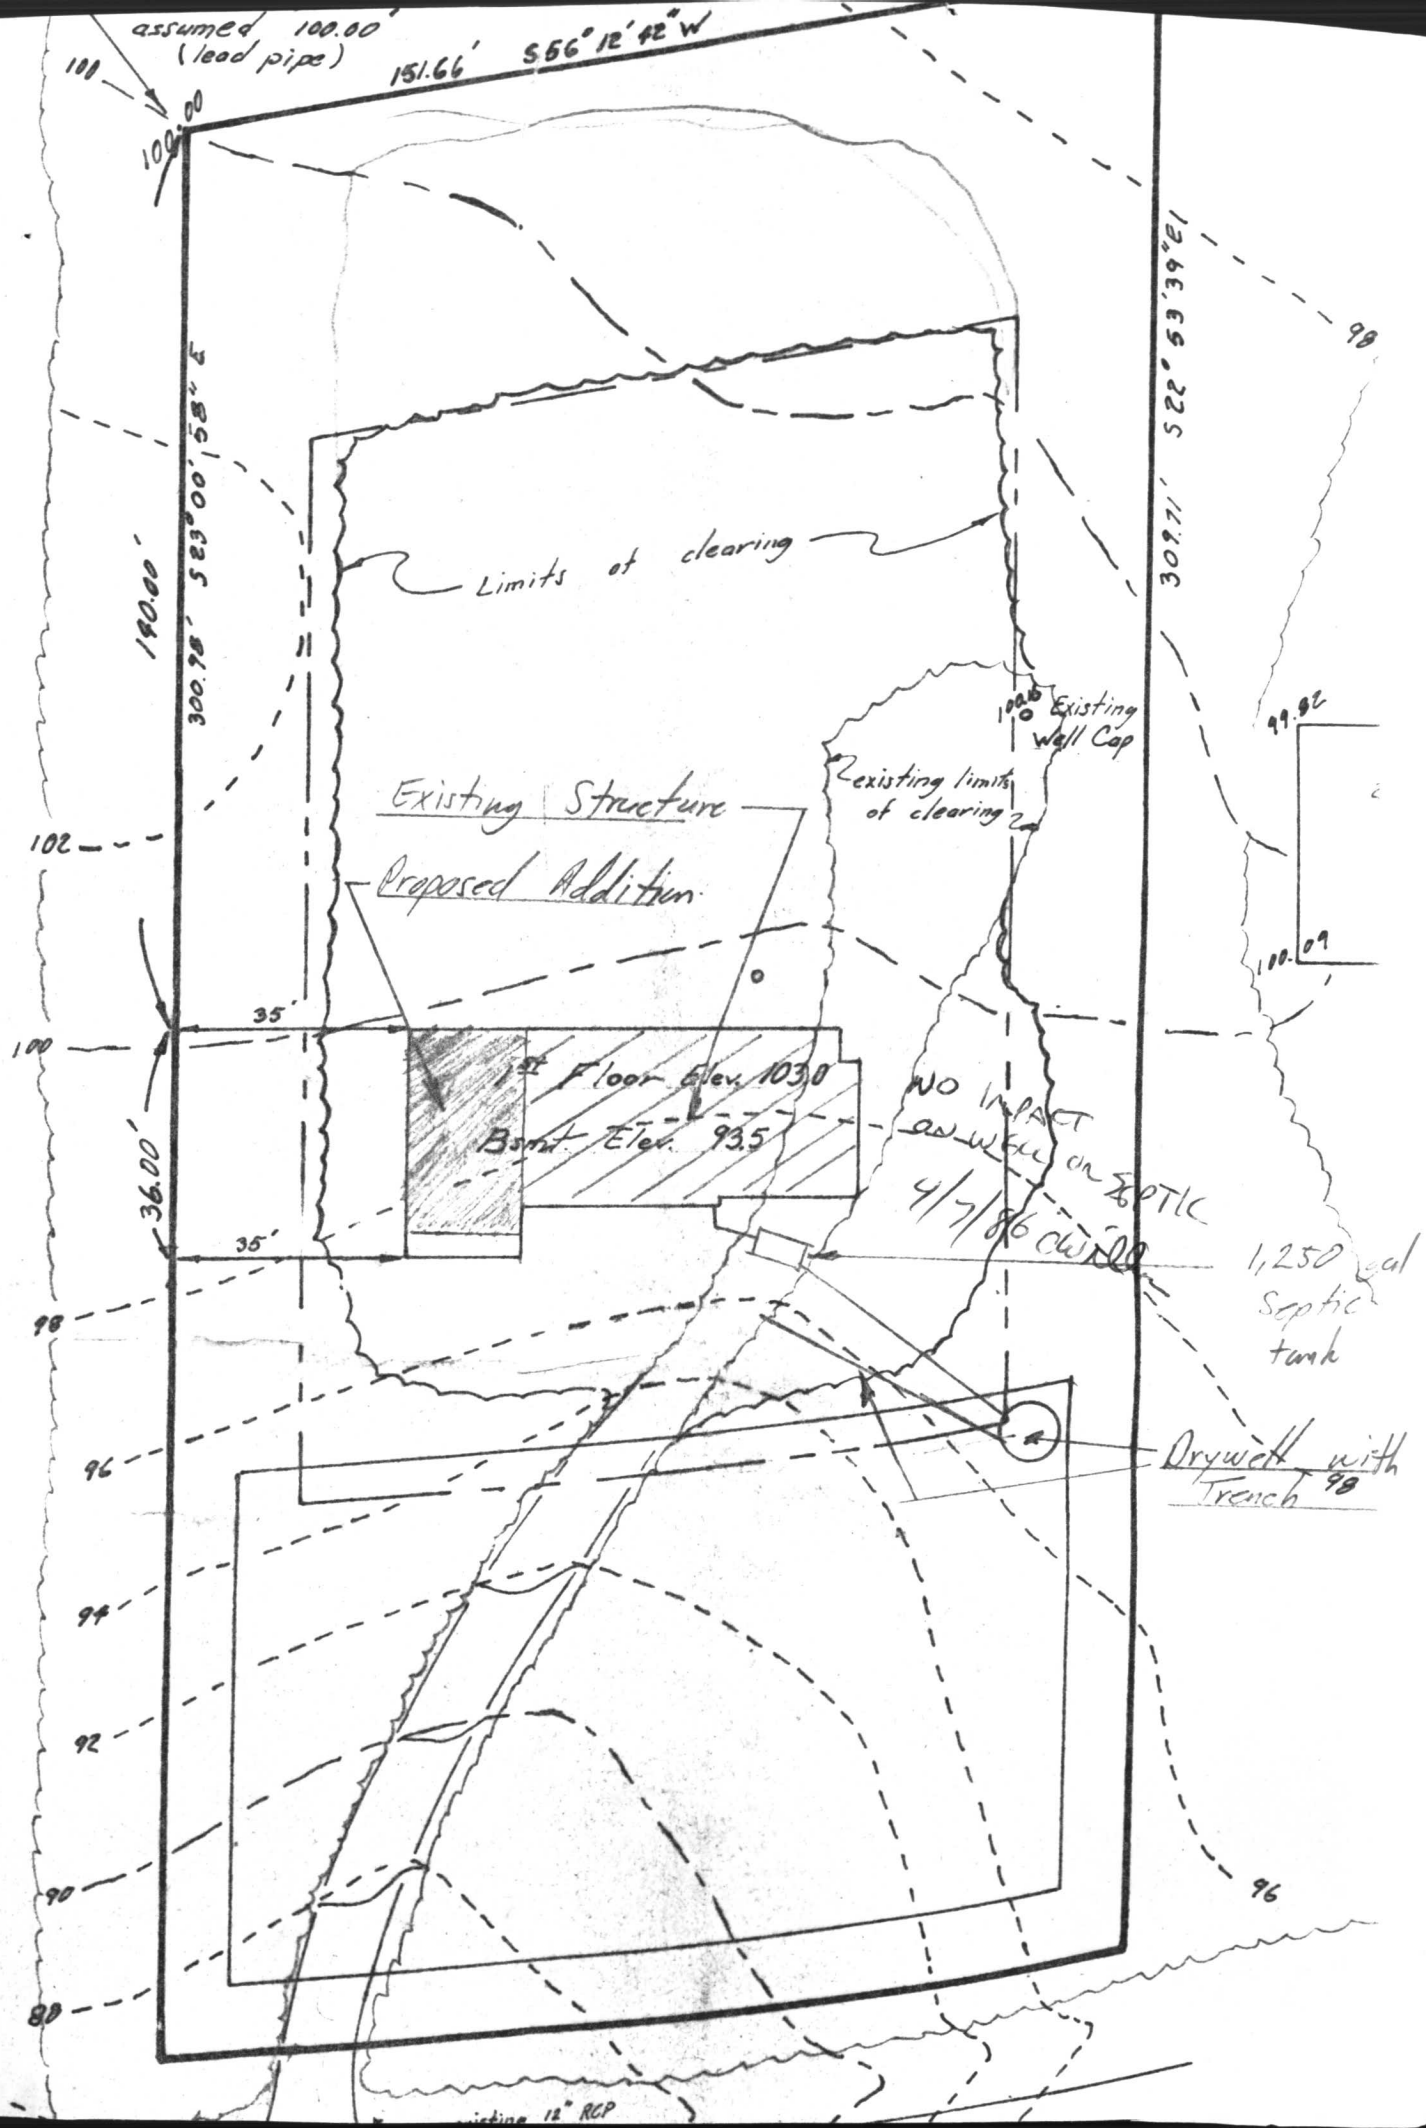 assumed 100.00'
(lead pipe)
100
151.66' S56° 12' 42" W
100.00
S22° 53' 39" E
309.71'
98
S23° 00' 58" E
300.98'
140.00'
Limits of clearing
100.10
Existing
Well Cap
99.82
existing limits
of clearing
Existing Structure
102
Proposed Addition
100.09
35'
100
1st Floor Elev. 103.0
Bsmt. Elev. 93.5
NO IMPACT
ON WELL OR SEPTIC
4/7/86
36.00'
35'
1,250 gal
Septic
tank
98
96
Drywell with
Trench
98
94
92
90
96
88
12" RCP